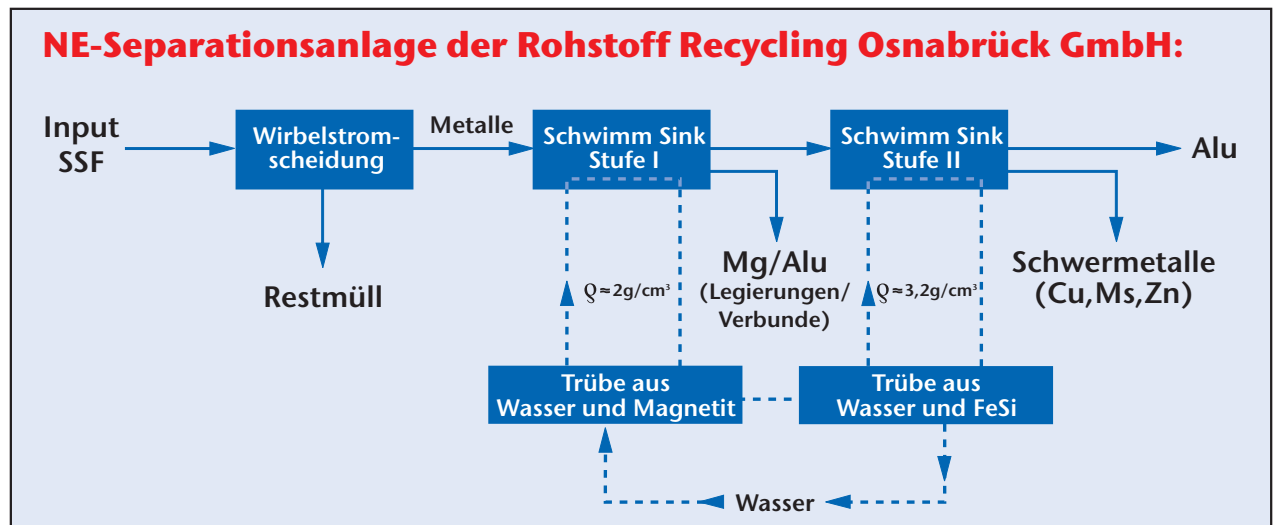 NE-Separationsanlage der Rohstoff Recycling Osnabrück GmbH:
Input
SSF
Wirbelstrom-
scheidung
Metalle
Schwimm Sink
Stufe I
Schwimm Sink
Stufe II
Alu
Restmüll
ϱ≈2g/cm³
Mg/Alu
(Legierungen/
Verbunde)
ϱ≈3,2g/cm³
Schwermetalle
(Cu,Ms,Zn)
Trübe aus
Wasser und Magnetit
Trübe aus
Wasser und FeSi
Wasser